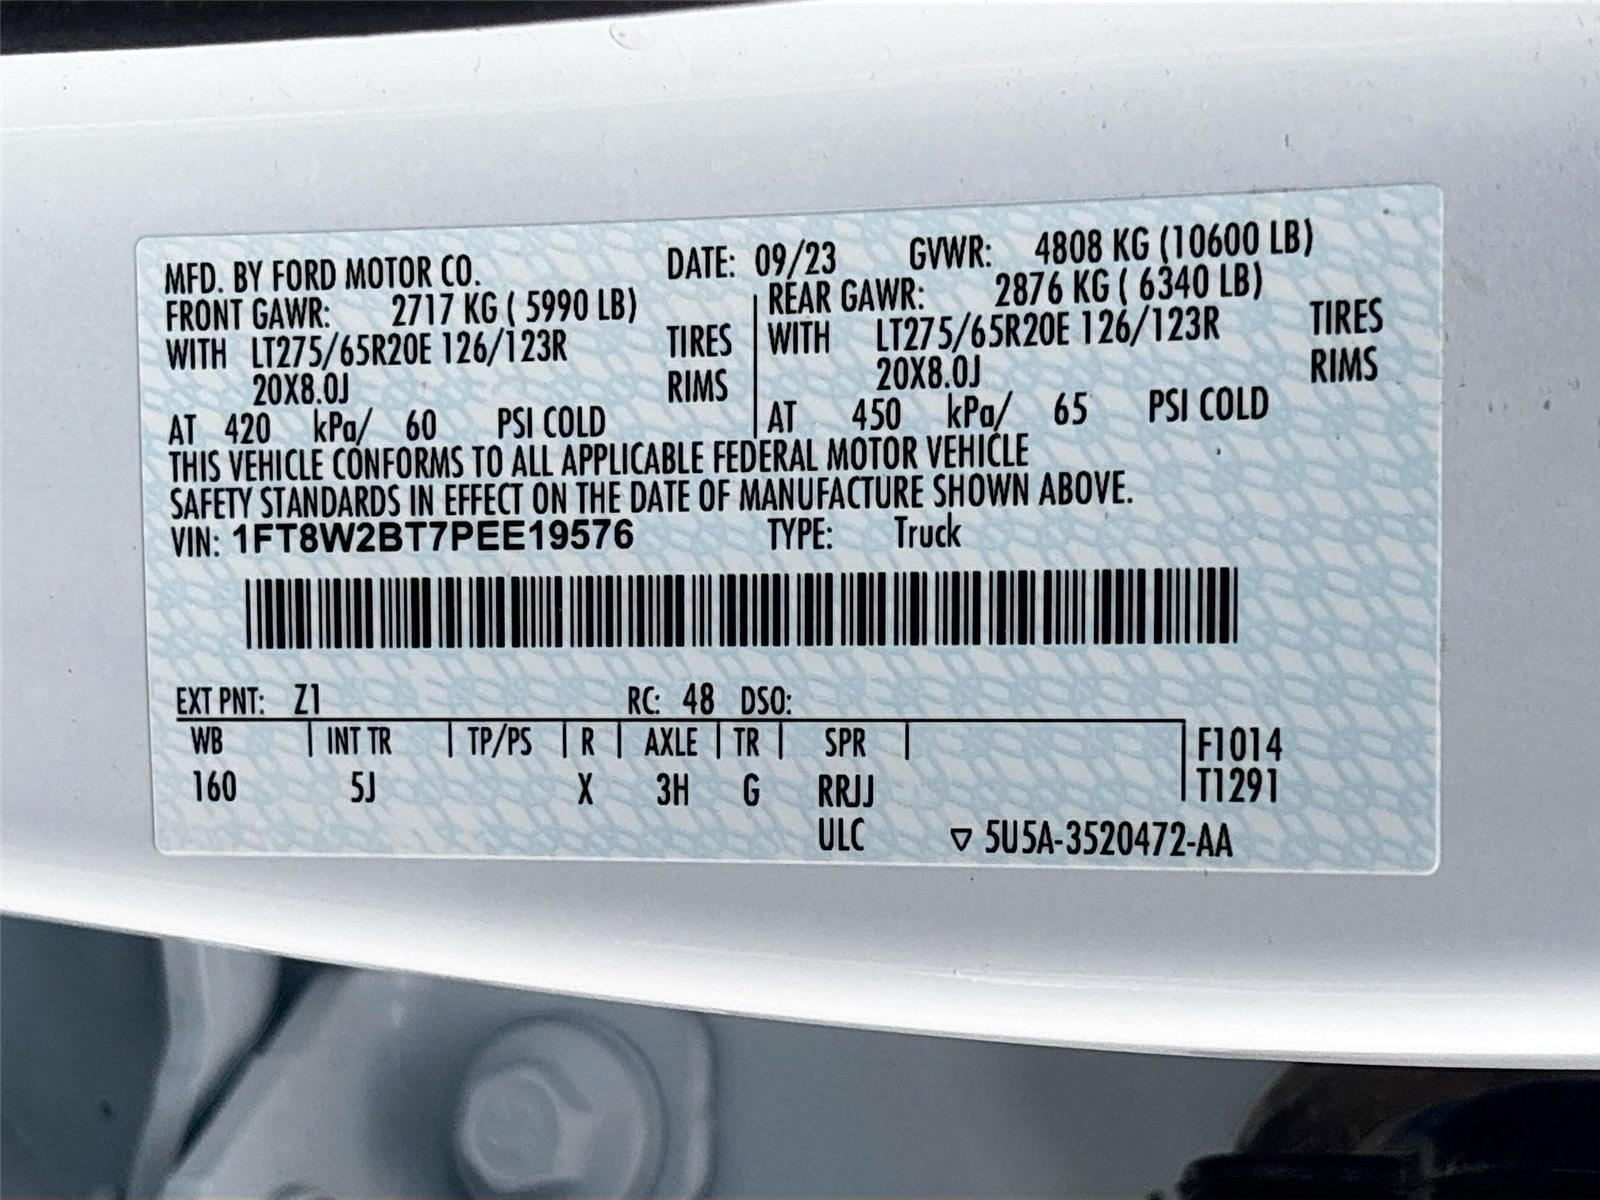 MFD. BY FORD MOTOR CO. DATE: 09/23 GVWR: 4808 KG (10600 LB)
FRONT GAWR: 2717 KG ( 5990 LB) REAR GAWR: 2876 KG ( 6340 LB)
WITH LT275/65R20E 126/123R TIRES WITH LT275/65R20E 126/123R TIRES
20X8.0J RIMS 20X8.0J RIMS
AT 420 kPa/ 60 PSI COLD AT 450 kPa/ 65 PSI COLD
THIS VEHICLE CONFORMS TO ALL APPLICABLE FEDERAL MOTOR VEHICLE
SAFETY STANDARDS IN EFFECT ON THE DATE OF MANUFACTURE SHOWN ABOVE.
VIN: 1FT8W2BT7PEE19576 TYPE: Truck
EXT PNT: Z1 RC: 48 DSO:
WB INT TR TP/PS R AXLE TR SPR F1014
160 5J X 3H G RRJJ T1291
ULC ▽ 5U5A-3520472-AA